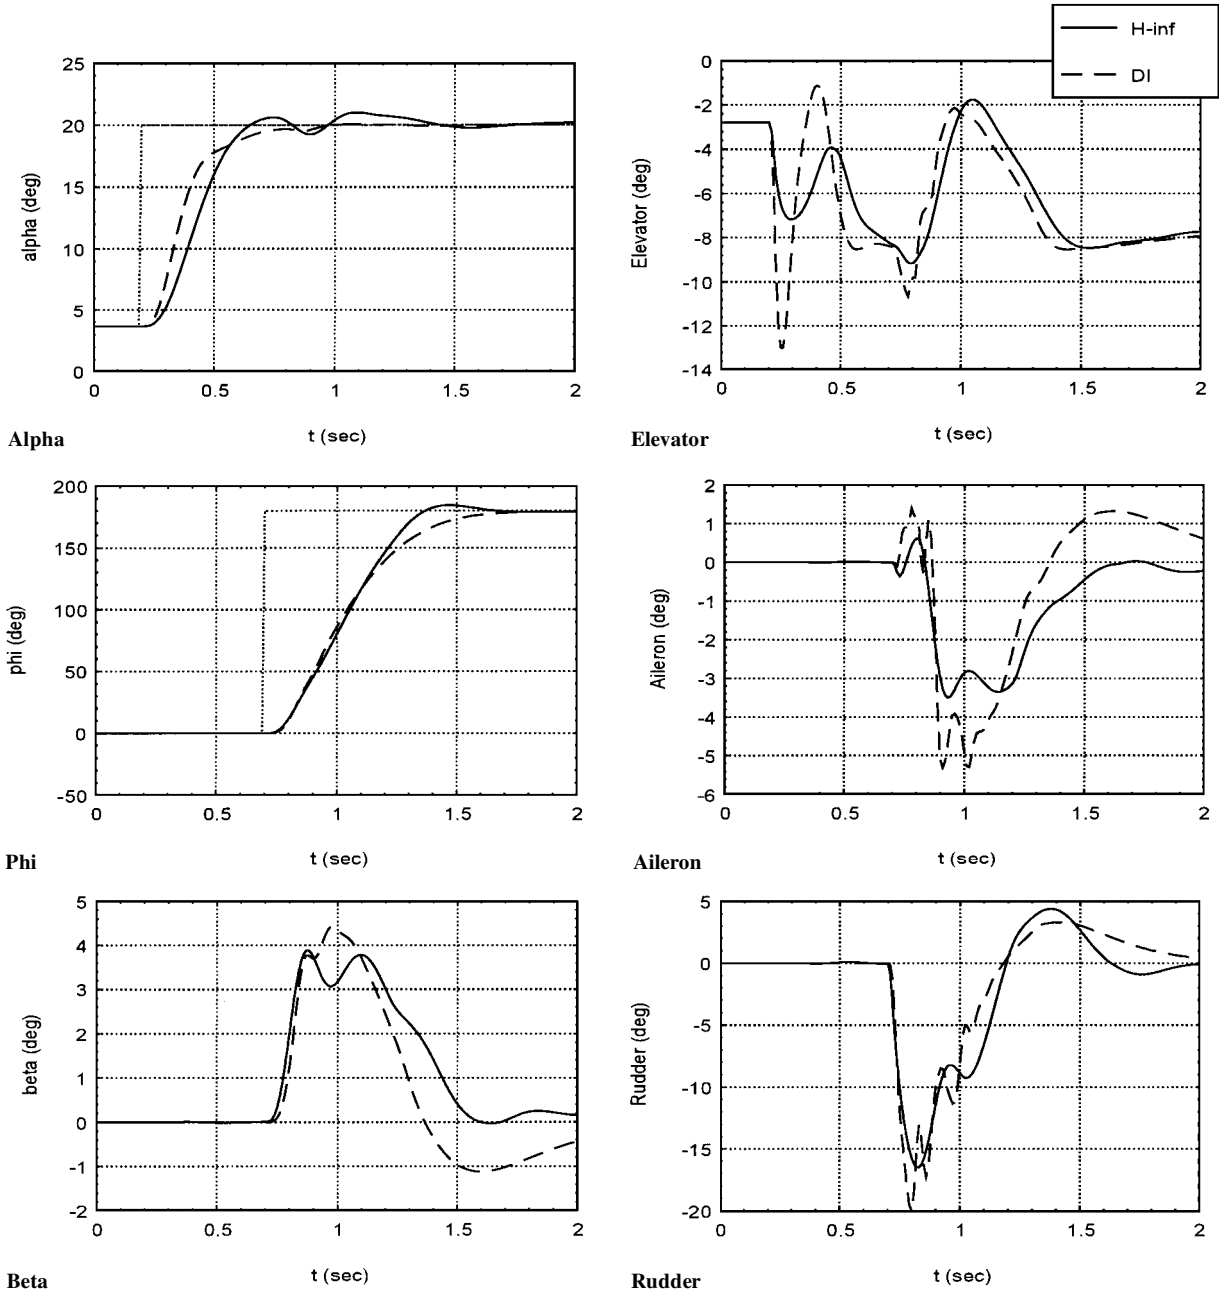 H-inf
DI
25
20
15
10
5
0
alpha (deg)
0 0.5 1 1.5 2
t (sec)
Alpha
0
-2
-4
-6
-8
-10
-12
-14
Elevator (deg)
0 0.5 1 1.5 2
t (sec)
Elevator
200
150
100
50
0
-50
phi (deg)
0 0.5 1 1.5 2
t (sec)
Phi
2
1
0
-1
-2
-3
-4
-5
-6
Aileron (deg)
0 0.5 1 1.5 2
t (sec)
Aileron
5
4
3
2
1
0
-1
-2
beta (deg)
0 0.5 1 1.5 2
t (sec)
Beta
5
0
-5
-10
-15
-20
Rudder (deg)
0 0.5 1 1.5 2
t (sec)
Rudder